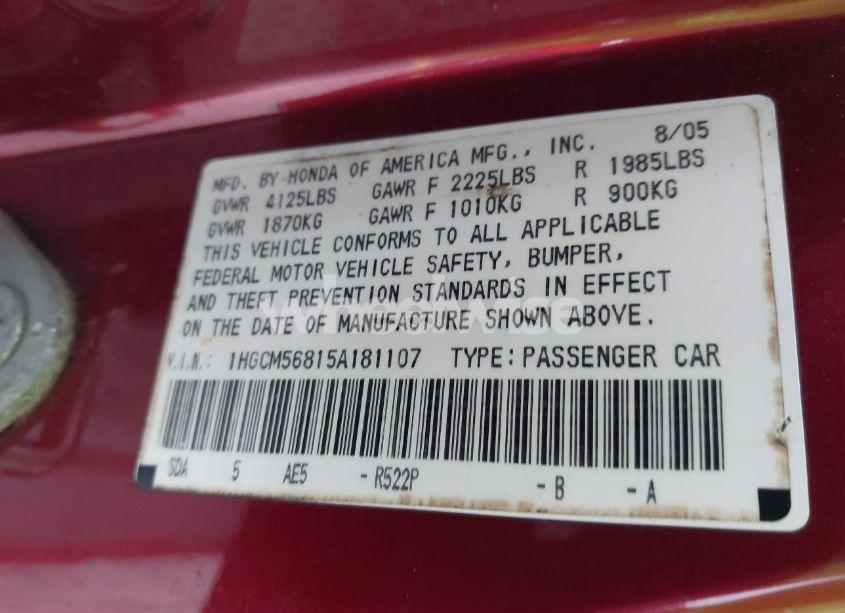 8/05
MFD. BY HONDA OF AMERICA MFG., INC.
GVWR 4125LBS GAWR F 2225LBS R 1985LBS
GVWR 1870KG GAWR F 1010KG R 900KG
THIS VEHICLE CONFORMS TO ALL APPLICABLE
FEDERAL MOTOR VEHICLE SAFETY, BUMPER,
AND THEFT PREVENTION STANDARDS IN EFFECT
ON THE DATE OF MANUFACTURE SHOWN ABOVE.
V.I.N.: 1HGCM56815A181107 TYPE: PASSENGER CAR
SDA 5 AE5 -R522P -B -A